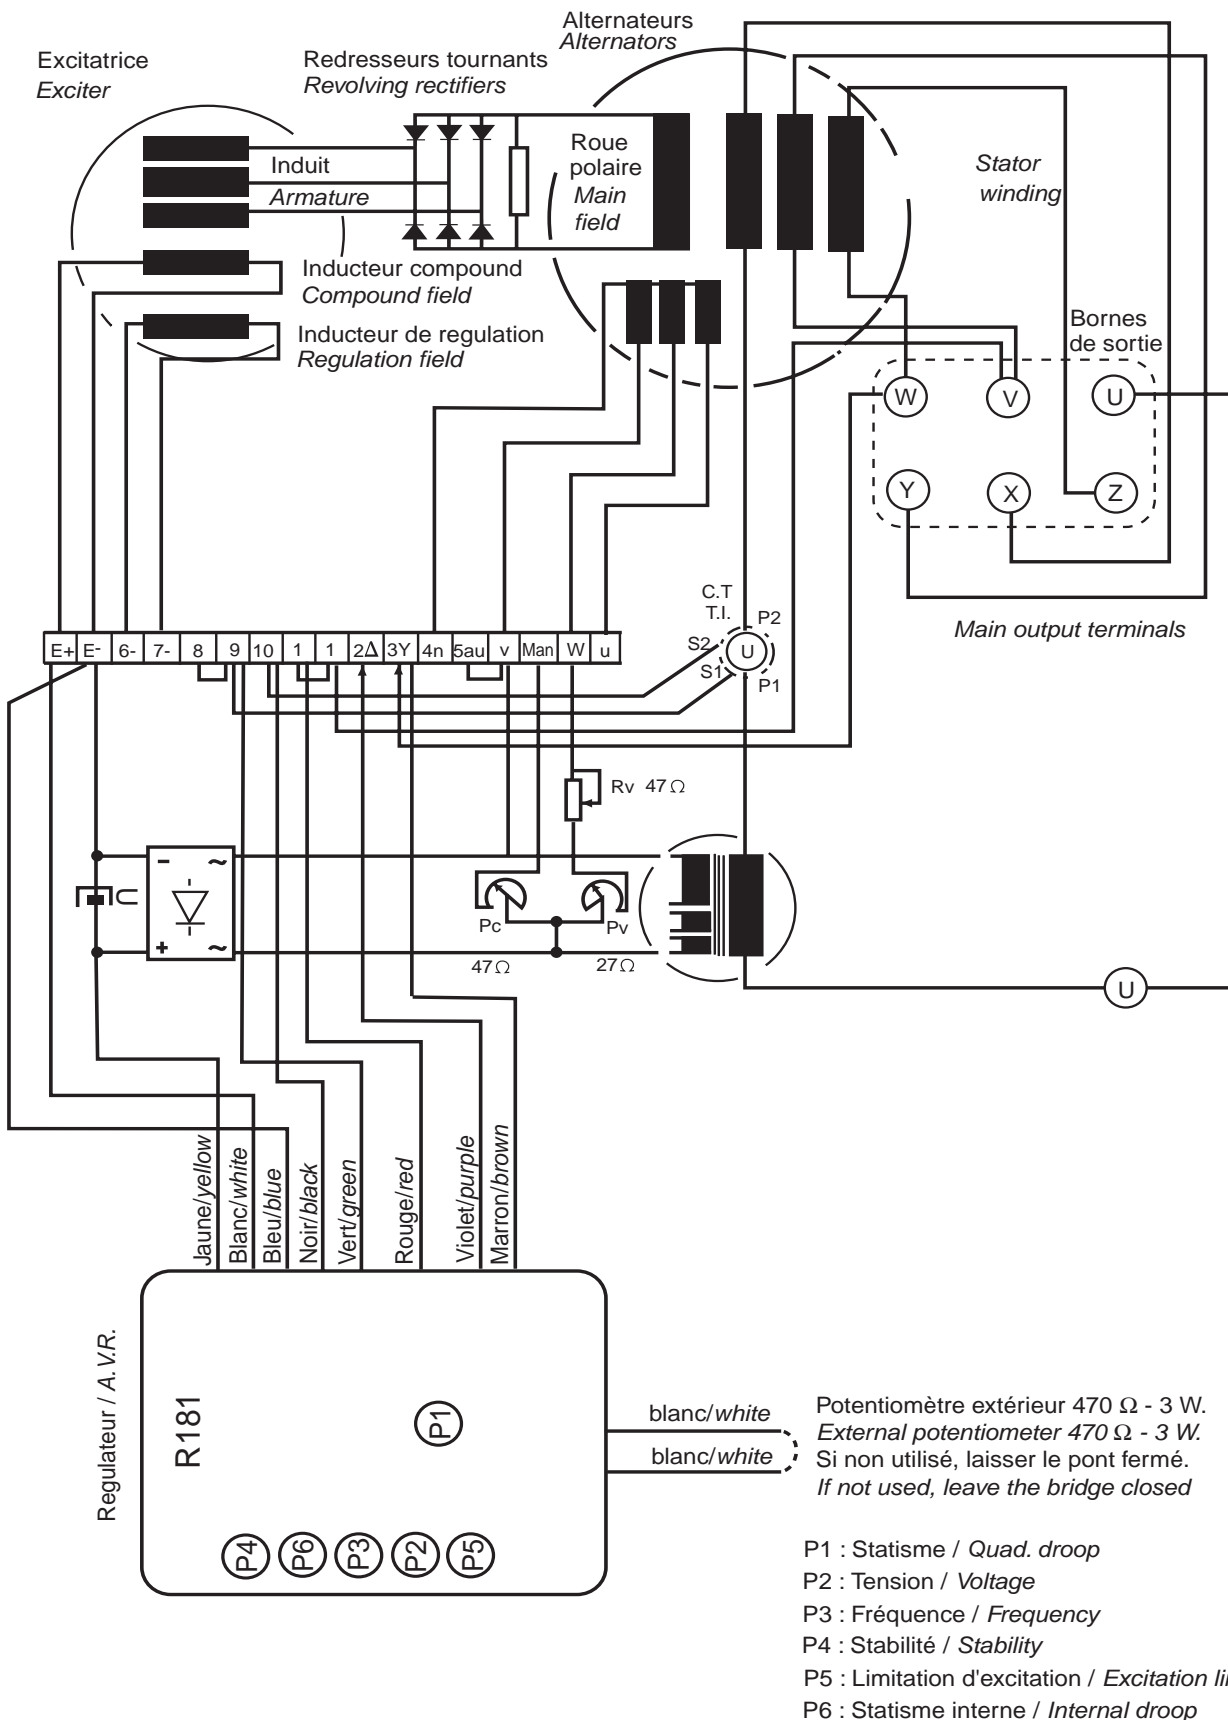 Alternateurs
Alternators
Excitatrice
Exciter
Redresseurs tournants
Revolving rectifiers
Induit
Armature
Roue
polaire
Main
field
Stator
winding
Inducteur compound
Compound field
Inducteur de regulation
Regulation field
Bornes
de sortie
W
V
U
Y
X
Z
Main output terminals
C.T
T.I.
P2
S2
U
S1
P1
E+ E- 6- 7- 8 9 10 1 1 2Δ 3Y 4n 5au v Man W u
Rv 47 Ω
- ~
U
+ ~
Pc
Pv
47 Ω
27 Ω
U
Jaune/yellow
Blanc/white
Bleu/blue
Noir/black
Vert/green
Rouge/red
Violet/purple
Marron/brown
Regulateur / A.V.R.
R181
P1
P4
P6
P3
P2
P5
blanc/white
blanc/white
Potentiomètre extérieur 470 Ω - 3 W.
External potentiometer 470 Ω - 3 W.
Si non utilisé, laisser le pont fermé.
If not used, leave the bridge closed
P1 : Statisme / Quad. droop
P2 : Tension / Voltage
P3 : Fréquence / Frequency
P4 : Stabilité / Stability
P5 : Limitation d'excitation / Excitation
P6 : Statisme interne / Internal droop